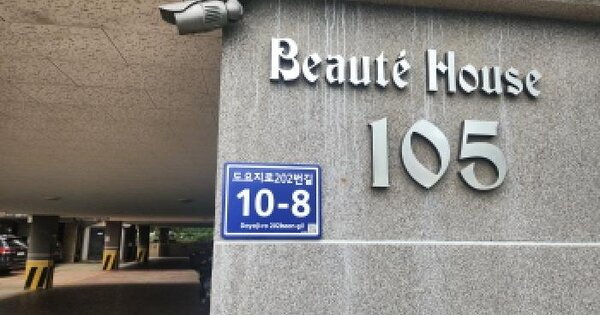 Beauté House
105
도요지로202번길
10-8
Doyoji-ro 202beon-gil